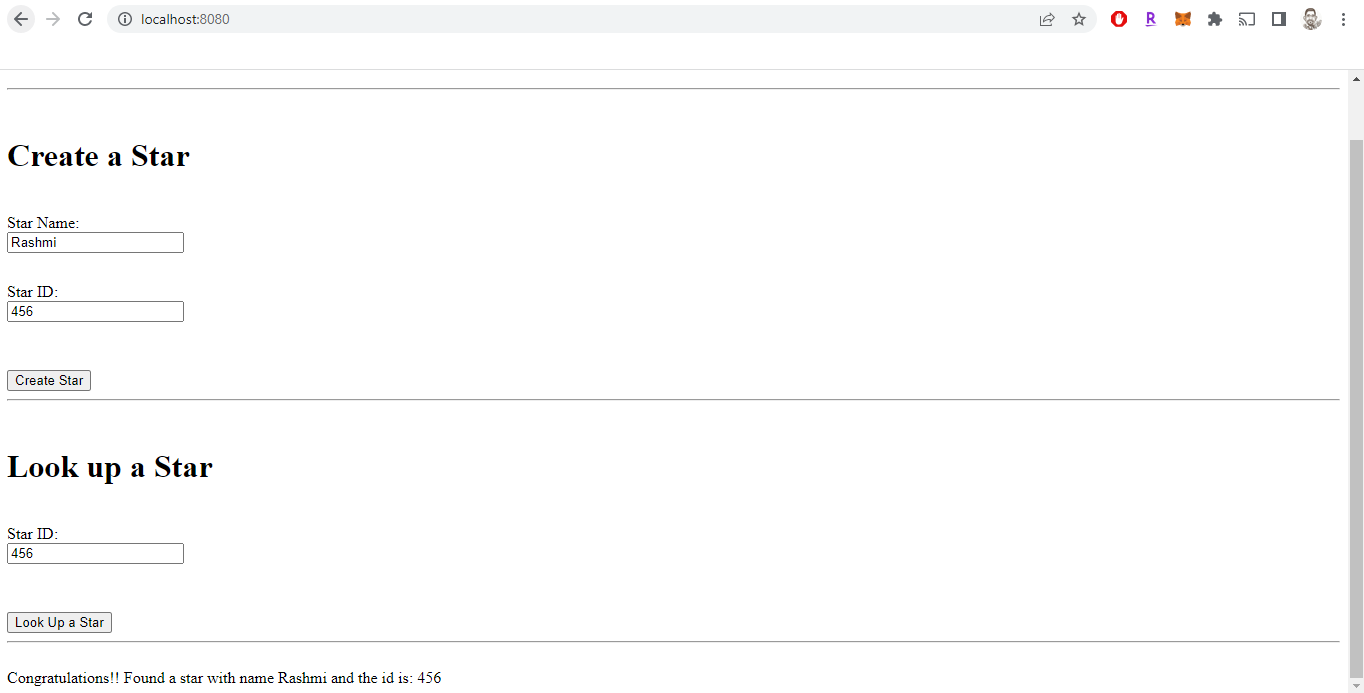 localhost:8080
R
Create a Star
Star Name:
Rashmi
Star ID:
456
Create Star
Look up a Star
Star ID:
456
Look Up a Star
Congratulations!! Found a star with name Rashmi and the id is: 456